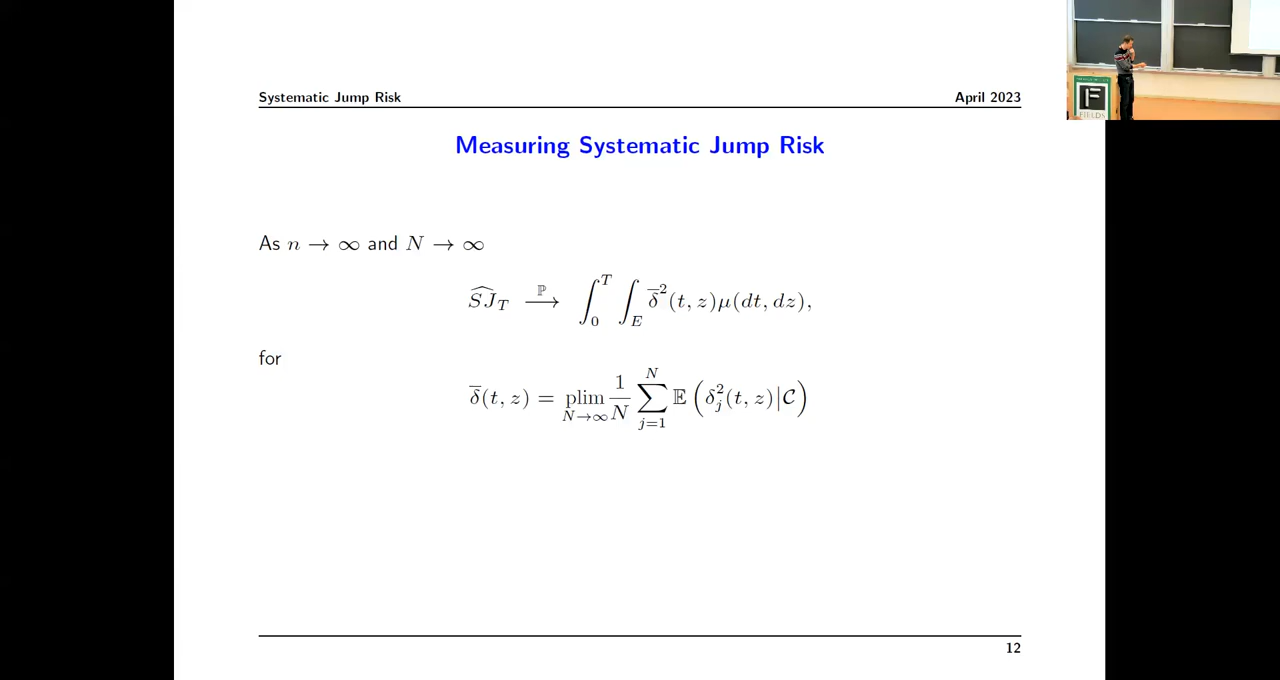 Systematic Jump Risk April 2023
Measuring Systematic Jump Risk
As n → ∞ and N → ∞
$\widehat{SJ}_T \xrightarrow{\mathbb{P}} \int_0^T \int_E \overline{\delta}^2(t, z)\mu(dt, dz),$
for
$\overline{\delta}(t, z) = \operatorname{plim}_{N\to\infty} \frac{1}{N} \sum_{j=1}^{N} \mathbb{E}\left(\delta_j^2(t, z)\big|\mathcal{C}\right)$
12
F
FIELDS